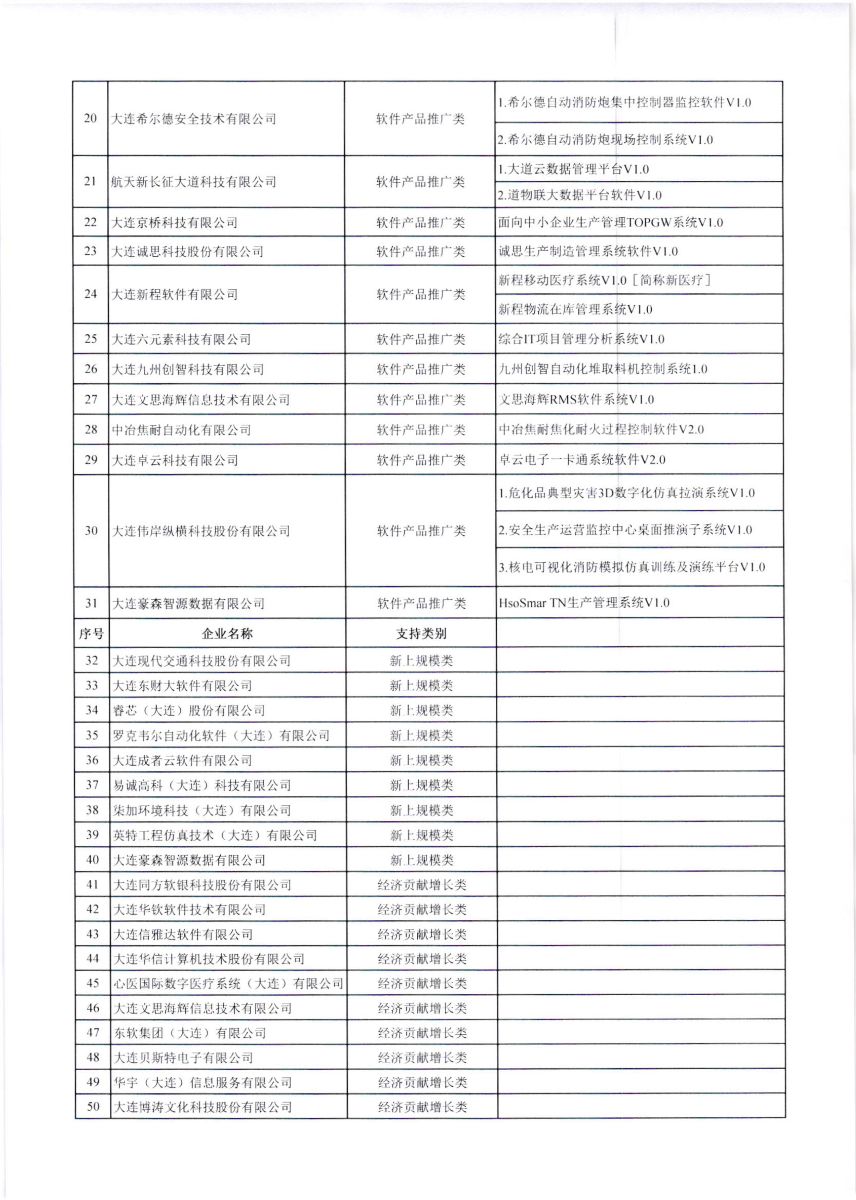 20 大连希尔德安全技术有限公司 软件产品推广类 1.希尔德自动消防炮集中控制器监控软件V1.0
2.希尔德自动消防炮现场控制系统V1.0
21 航天新长征大道科技有限公司 软件产品推广类 1.大道云数据管理平台V1.0
2.道物联大数据平台软件V1.0
22 大连京桥科技有限公司 软件产品推广类 面向中小企业生产管理TOPGW系统V1.0
23 大连诚思科技股份有限公司 软件产品推广类 诚思生产制造管理系统软件V1.0
24 大连新程软件有限公司 软件产品推广类 新程移动医疗系统V1.0［简称新医疗］
新程物流在库管理系统V1.0
25 大连六元素科技有限公司 软件产品推广类 综合IT项目管理分析系统V1.0
26 大连九州创智科技有限公司 软件产品推广类 九州创智自动化堆取料机控制系统1.0
27 大连文思海辉信息技术有限公司 软件产品推广类 文思海辉RMS软件系统V1.0
28 中冶焦耐自动化有限公司 软件产品推广类 中冶焦耐焦化耐火过程控制软件V2.0
29 大连卓云科技有限公司 软件产品推广类 卓云电子一卡通系统软件V2.0
30 大连伟岸纵横科技股份有限公司 软件产品推广类 1.危化品典型灾害3D数字化仿真拉演系统V1.0
2.安全生产运营监控中心桌面推演子系统V1.0
3.核电可视化消防模拟仿真训练及演练平台V1.0
31 大连豪森智源数据有限公司 软件产品推广类 HsoSmar TN生产管理系统V1.0
序号 企业名称 支持类别
32 大连现代交通科技股份有限公司 新上规模类
33 大连东财大软件有限公司 新上规模类
34 睿芯（大连）股份有限公司 新上规模类
35 罗克韦尔自动化软件（大连）有限公司 新上规模类
36 大连成者云软件有限公司 新上规模类
37 易诚高科（大连）科技有限公司 新上规模类
38 柒加环境科技（大连）有限公司 新上规模类
39 英特工程仿真技术（大连）有限公司 新上规模类
40 大连豪森智源数据有限公司 新上规模类
41 大连同方软银科技股份有限公司 经济贡献增长类
42 大连华钦软件技术有限公司 经济贡献增长类
43 大连信雅达软件有限公司 经济贡献增长类
44 大连华信计算机技术股份有限公司 经济贡献增长类
45 心医国际数字医疗系统（大连）有限公司 经济贡献增长类
46 大连文思海辉信息技术有限公司 经济贡献增长类
47 东软集团（大连）有限公司 经济贡献增长类
48 大连贝斯特电子有限公司 经济贡献增长类
49 华宇（大连）信息服务有限公司 经济贡献增长类
50 大连博涛文化科技股份有限公司 经济贡献增长类